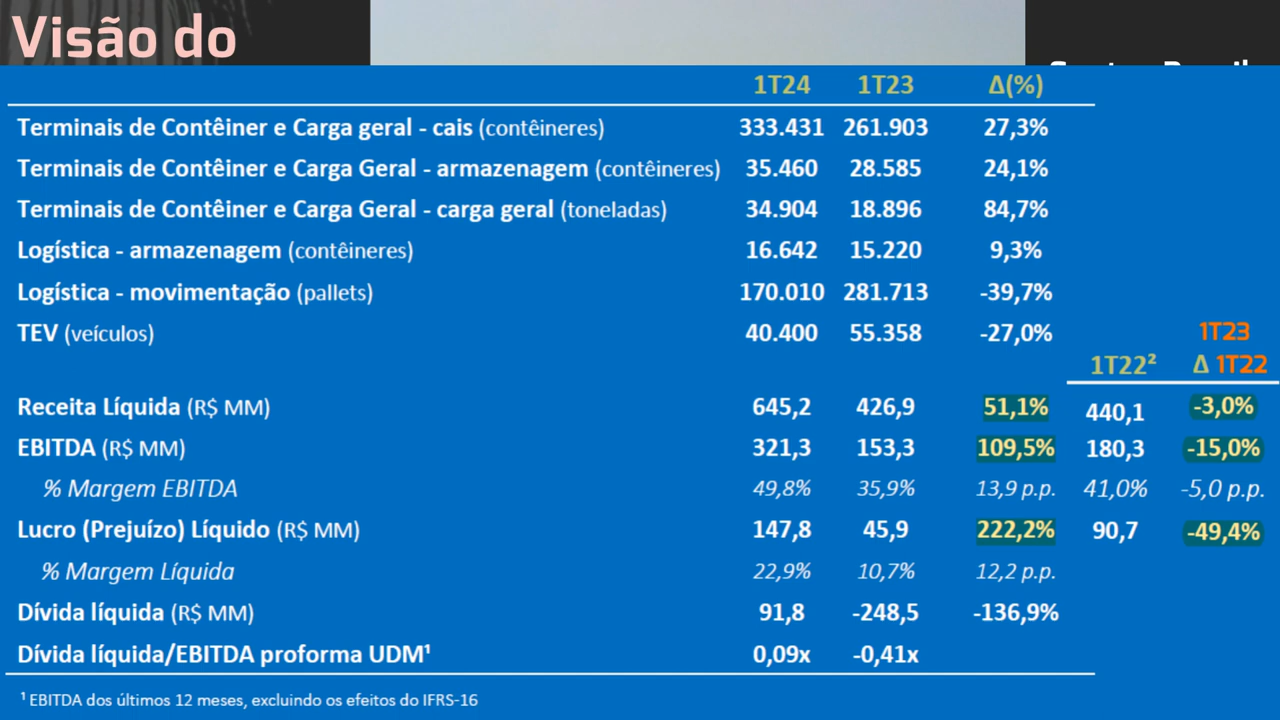 Visão do
1T24 1T23 Δ(%)
Terminais de Contêiner e Carga geral - cais (contêineres) 333.431 261.903 27,3%
Terminais de Contêiner e Carga Geral - armazenagem (contêineres) 35.460 28.585 24,1%
Terminais de Contêiner e Carga Geral - carga geral (toneladas) 34.904 18.896 84,7%
Logística - armazenagem (contêineres) 16.642 15.220 9,3%
Logística - movimentação (pallets) 170.010 281.713 -39,7%
TEV (veículos) 40.400 55.358 -27,0%
1T23
1T22² Δ 1T22
Receita Líquida (R$ MM) 645,2 426,9 51,1% 440,1 -3,0%
EBITDA (R$ MM) 321,3 153,3 109,5% 180,3 -15,0%
% Margem EBITDA 49,8% 35,9% 13,9 p.p. 41,0% -5,0 p.p.
Lucro (Prejuízo) Líquido (R$ MM) 147,8 45,9 222,2% 90,7 -49,4%
% Margem Líquida 22,9% 10,7% 12,2 p.p.
Dívida líquida (R$ MM) 91,8 -248,5 -136,9%
Dívida líquida/EBITDA proforma UDM¹ 0,09x -0,41x
¹ EBITDA dos últimos 12 meses, excluindo os efeitos do IFRS-16